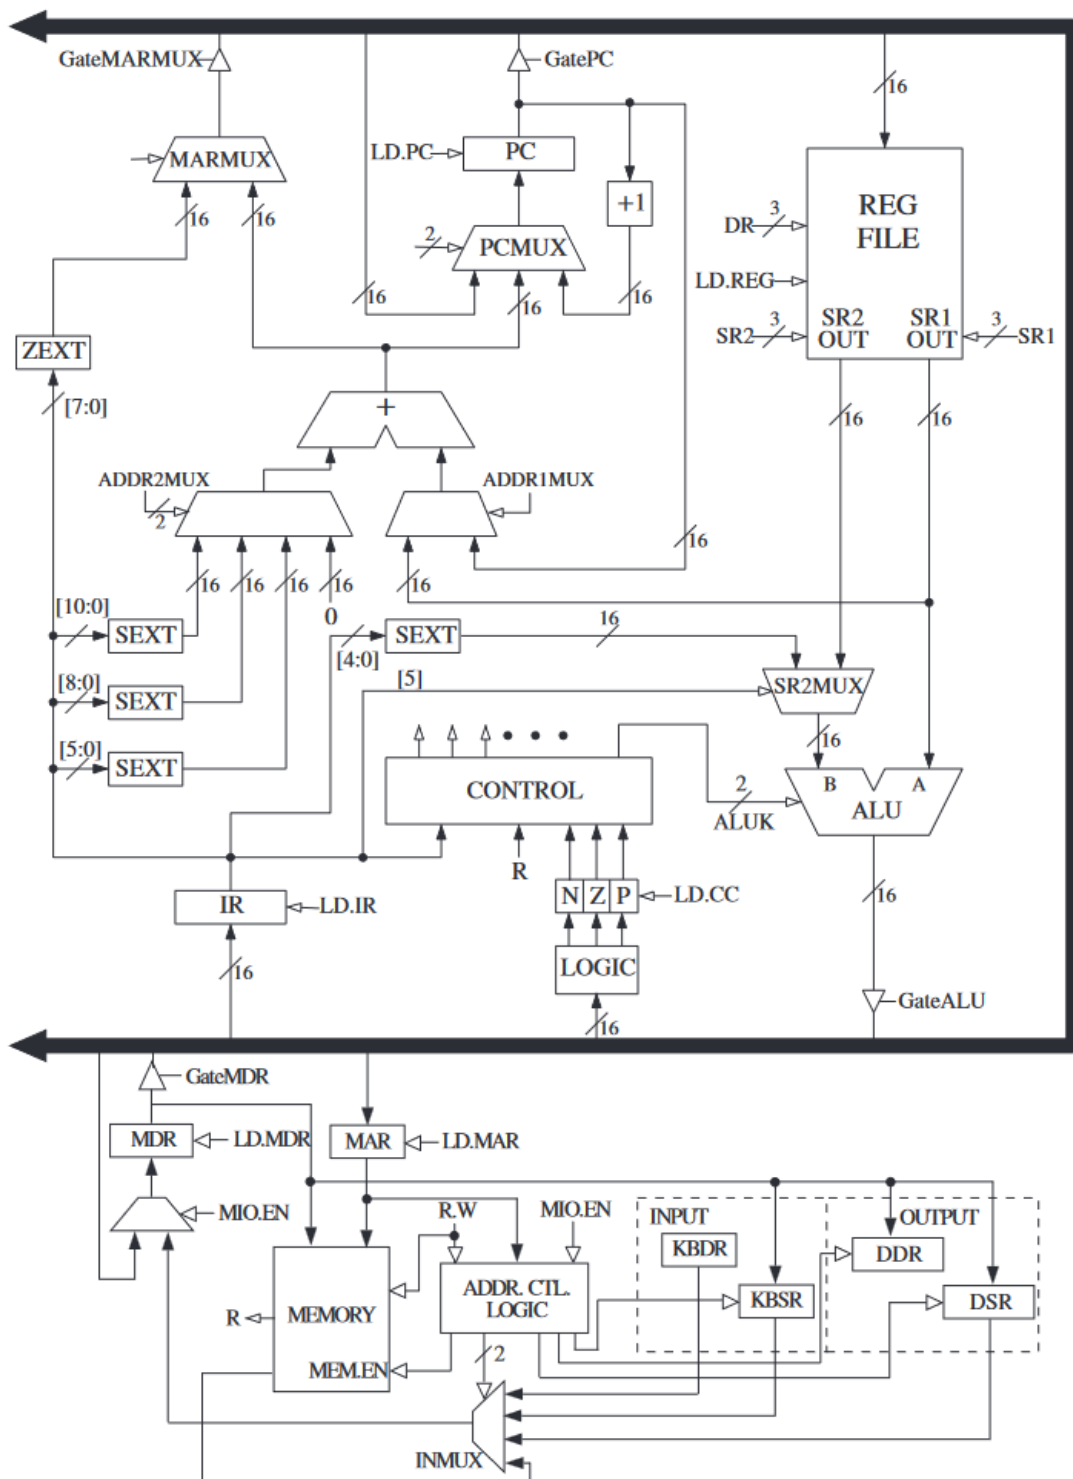 GateMARMUX
GatePC
16
MARMUX
LD.PC
PC
16
16
+1
REG
FILE
DR
3
2
PCMUX
LD.REG
16
16
16
SR2
3
SR2
OUT
SR1
OUT
3
SR1
ZEXT
[7:0]
+
16
16
ADDR2MUX
2
ADDR1MUX
16
16
16
16
16
16
0
[10:0]
SEXT
[4:0]
SEXT
16
[8:0]
SEXT
[5]
SR2MUX
16
[5:0]
SEXT
CONTROL
B
A
ALU
2
ALUK
R
IR
LD.IR
N
Z
P
LD.CC
16
16
LOGIC
16
GateALU
GateMDR
MDR
LD.MDR
MAR
LD.MAR
MIO.EN
R.W
MIO.EN
INPUT
OUTPUT
KBDR
DDR
MEMORY
R
ADDR. CTL.
LOGIC
KBSR
DSR
MEM.EN
2
INMUX